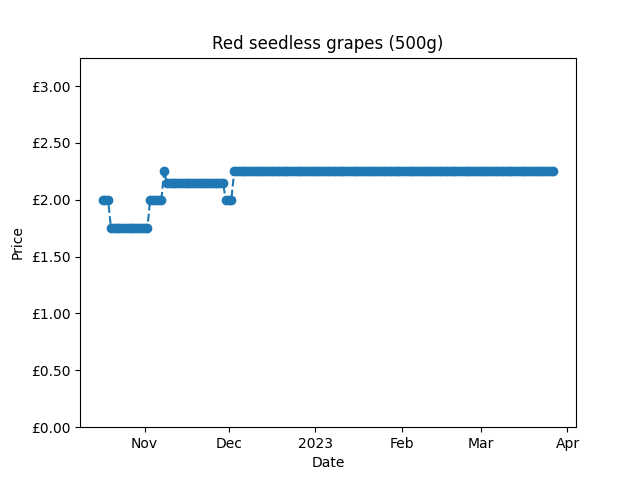 Red seedless grapes (500g)
£3.00
£2.50
£2.00
£1.50
£1.00
£0.50
£0.00
Price
Nov Dec 2023 Feb Mar Apr
Date